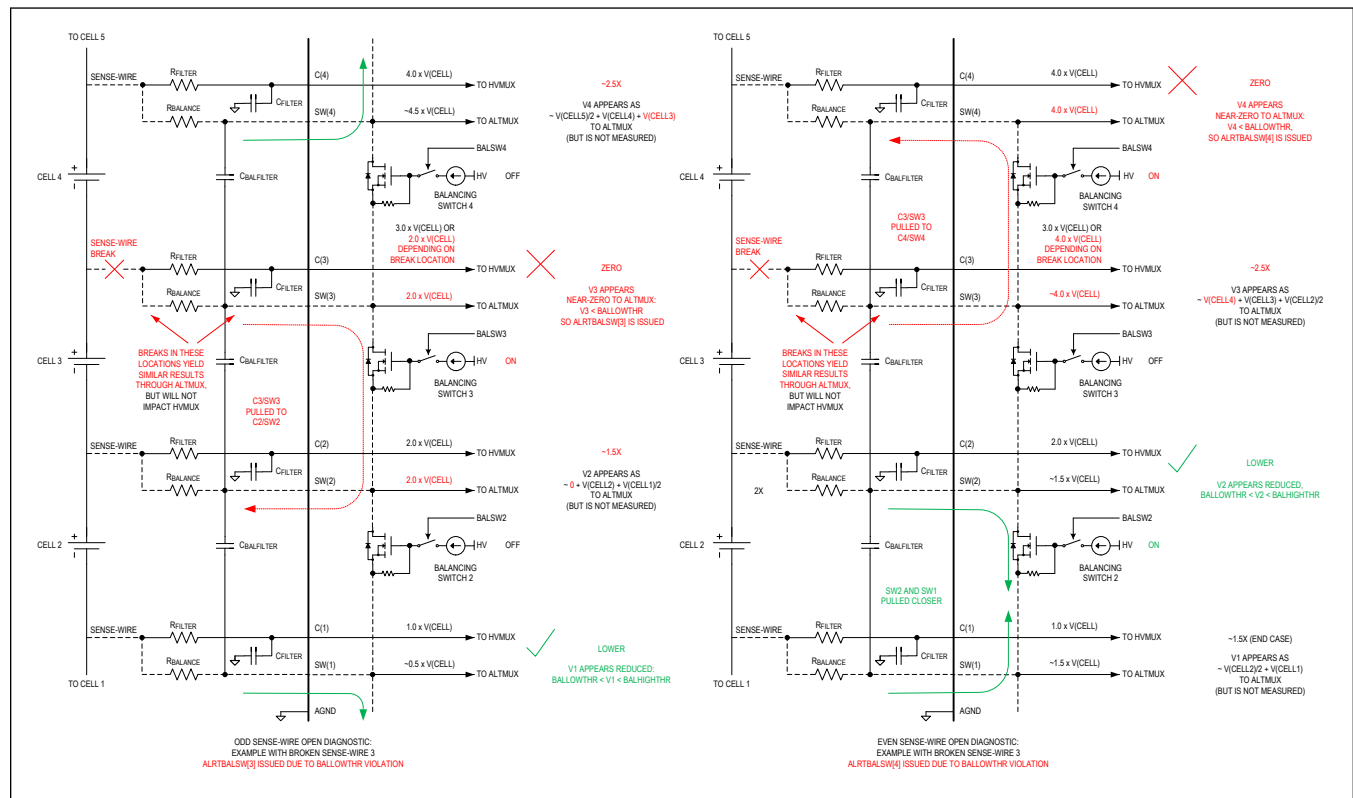 TO CELL 5
SENSE-WIRE
RFILTER
C(4)
4.0 x V(CELL)
TO HVMUX
CFILTER
RBALANCE
SW(4)
~4.5 x V(CELL)
TO ALTMUX
~2.5X
V4 APPEARS AS
~ V(CELL5)/2 + V(CELL4) + V(CELL3)
TO ALTMUX
(BUT IS NOT MEASURED)
BALSW4
CELL 4
+
CBALFILTER
HV
OFF
BALANCING
SWITCH 4
SENSE-WIRE
BREAK
RFILTER
3.0 x V(CELL) OR
2.0 x V(CELL)
DEPENDING ON
BREAK LOCATION
C(3)
TO HVMUX
CFILTER
RBALANCE
SW(3)
2.0 x V(CELL)
TO ALTMUX
ZERO
V3 APPEARS
NEAR-ZERO TO ALTMUX:
V3 < BALLOWTHR
SO ALRTBALSW[3] IS ISSUED
BALSW3
CELL 3
+
BREAKS IN THESE
LOCATIONS YIELD
SIMILAR RESULTS
THROUGH ALTMUX,
BUT WILL NOT
IMPACT HVMUX
CBALFILTER
HV
ON
BALANCING
SWITCH 3
C3/SW3
PULLED TO
C2/SW2
SENSE-WIRE
RFILTER
C(2)
2.0 x V(CELL)
TO HVMUX
CFILTER
RBALANCE
SW(2)
2.0 x V(CELL)
TO ALTMUX
~1.5X
V2 APPEARS AS
~ 0 + V(CELL2) + V(CELL1)/2
TO ALTMUX
(BUT IS NOT MEASURED)
BALSW2
CELL 2
+
CBALFILTER
HV
OFF
BALANCING
SWITCH 2
SENSE-WIRE
RFILTER
C(1)
1.0 x V(CELL)
TO HVMUX
CFILTER
RBALANCE
SW(1)
~0.5 x V(CELL)
TO ALTMUX
LOWER
V1 APPEARS REDUCED:
BALLOWTHR < V1 < BALHIGHTHR
TO CELL 1
AGND
ODD SENSE-WIRE OPEN DIAGNOSTIC:
EXAMPLE WITH BROKEN SENSE-WIRE 3
ALRTBALSW[3] ISSUED DUE TO BALLOWTHR VIOLATION
TO CELL 5
SENSE-WIRE
RFILTER
C(4)
4.0 x V(CELL)
TO HVMUX
CFILTER
RBALANCE
SW(4)
4.0 x V(CELL)
TO ALTMUX
ZERO
V4 APPEARS
NEAR-ZERO TO ALTMUX:
V4 < BALLOWTHR,
SO ALRTBALSW[4] IS ISSUED
BALSW4
CELL 4
+
CBALFILTER
HV
ON
BALANCING
SWITCH 4
C3/SW3
PULLED TO
C4/SW4
SENSE-WIRE
BREAK
RFILTER
3.0 x V(CELL) OR
4.0 x V(CELL)
DEPENDING ON
BREAK LOCATION
C(3)
TO HVMUX
CFILTER
RBALANCE
SW(3)
~4.0 x V(CELL)
TO ALTMUX
~2.5X
V3 APPEARS AS
~ V(CELL4) + V(CELL3) + V(CELL2)/2
TO ALTMUX
(BUT IS NOT MEASURED)
BALSW3
CELL 3
+
BREAKS IN THESE
LOCATIONS YIELD
SIMILAR RESULTS
THROUGH ALTMUX,
BUT WILL NOT
IMPACT HVMUX
CBALFILTER
HV
OFF
BALANCING
SWITCH 3
SENSE-WIRE
RFILTER
C(2)
2.0 x V(CELL)
TO HVMUX
CFILTER
RBALANCE
2X
SW(2)
~1.5 x V(CELL)
TO ALTMUX
LOWER
V2 APPEARS REDUCED,
BALLOWTHR < V2 < BALHIGHTHR
BALSW2
CELL 2
+
CBALFILTER
HV
ON
BALANCING
SWITCH 2
SW2 AND SW1
PULLED CLOSER
SENSE-WIRE
RFILTER
C(1)
1.0 x V(CELL)
TO HVMUX
CFILTER
RBALANCE
SW(1)
~1.5 x V(CELL)
TO ALTMUX
~1.5X (END CASE)
V1 APPEARS AS
~ V(CELL2)/2 + V(CELL1)
TO ALTMUX
(BUT IS NOT MEASURED)
TO CELL 1
AGND
EVEN SENSE-WIRE OPEN DIAGNOSTIC:
EXAMPLE WITH BROKEN SENSE-WIRE 3
ALRTBALSW[4] ISSUED DUE TO BALLOWTHR VIOLATION